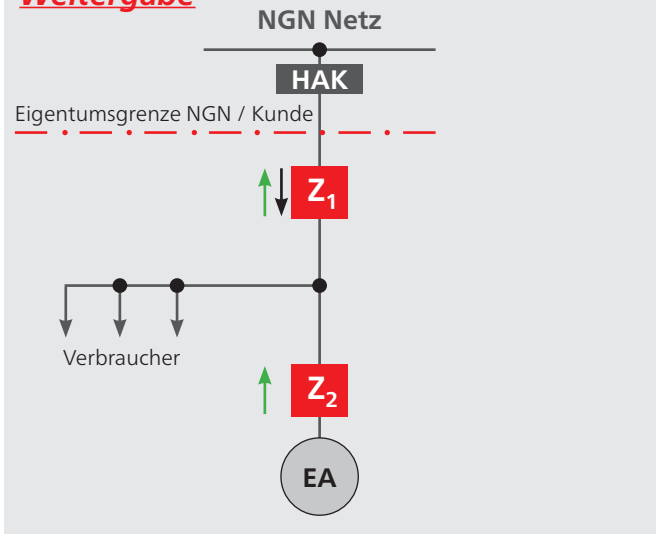 Weitergabe
NGN Netz
HAK
Eigentumsgrenze NGN / Kunde
Z₁
Verbraucher
Z₂
EA